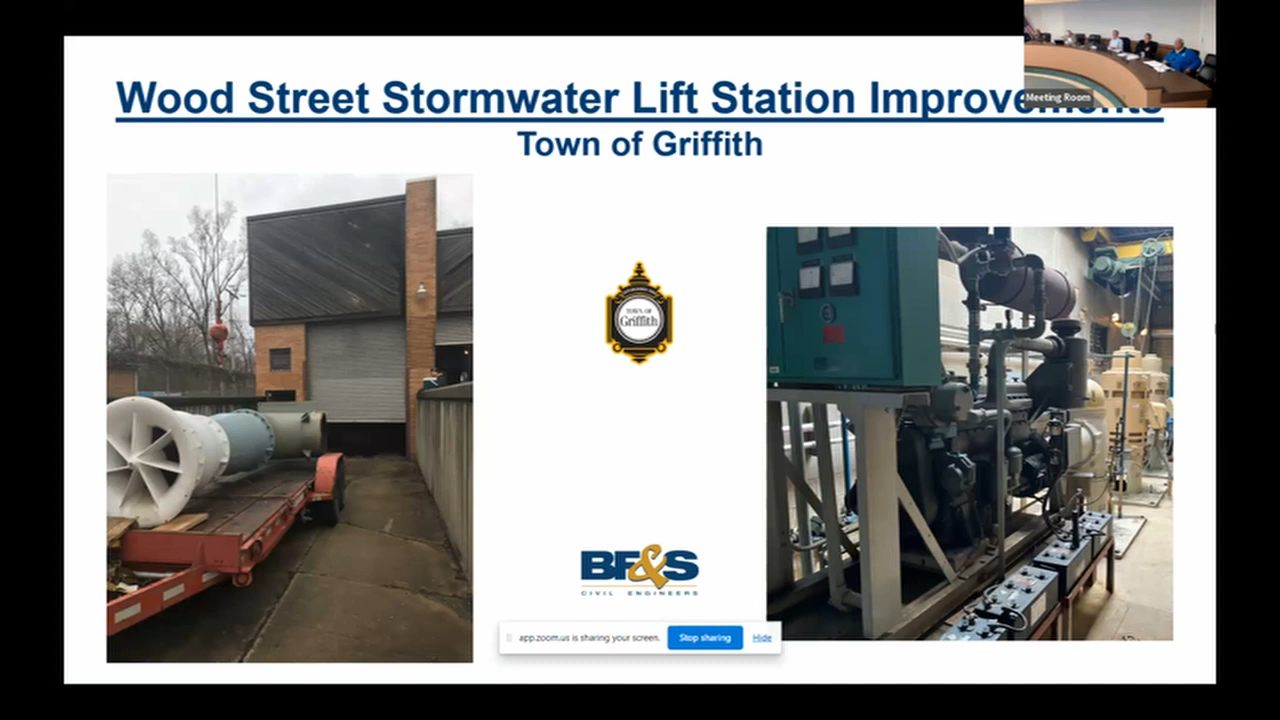 Wood Street Stormwater Lift Station Improvements
Meeting Room
Town of Griffith
TOWN OF
Griffith
BF&S
CIVIL ENGINEERS
app.zoom.us is sharing your screen.
Stop sharing
Hide